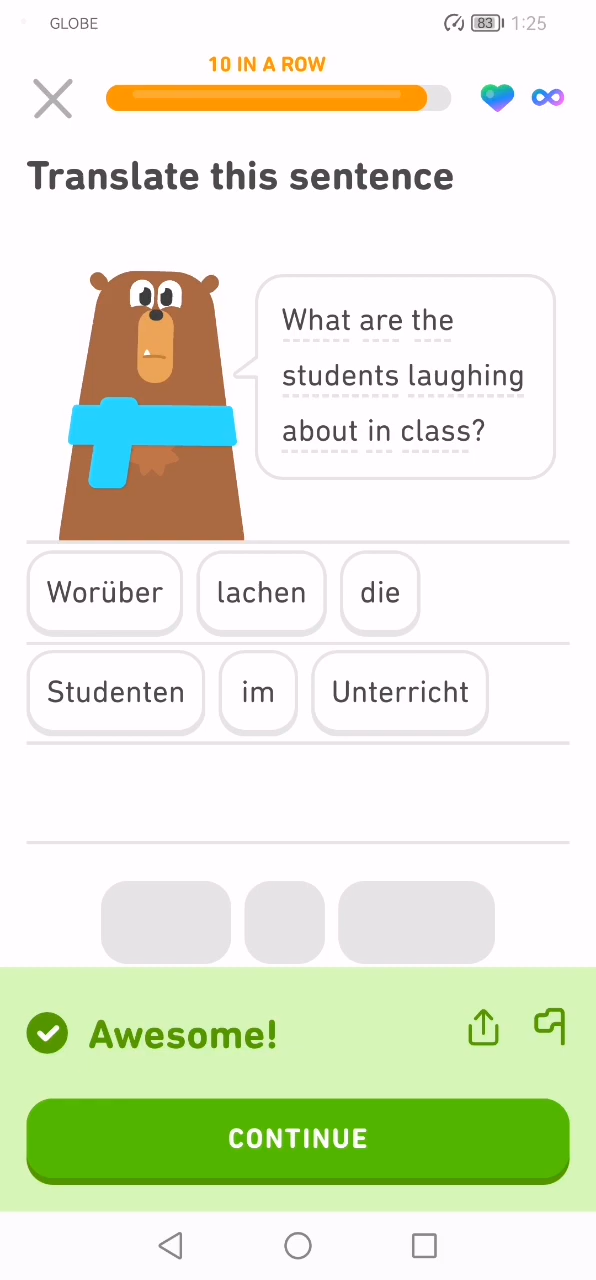 GLOBE 83 1:25
10 IN A ROW
Translate this sentence
What are the
students laughing
about in class?
Worüber lachen die
Studenten im Unterricht
Awesome!
CONTINUE